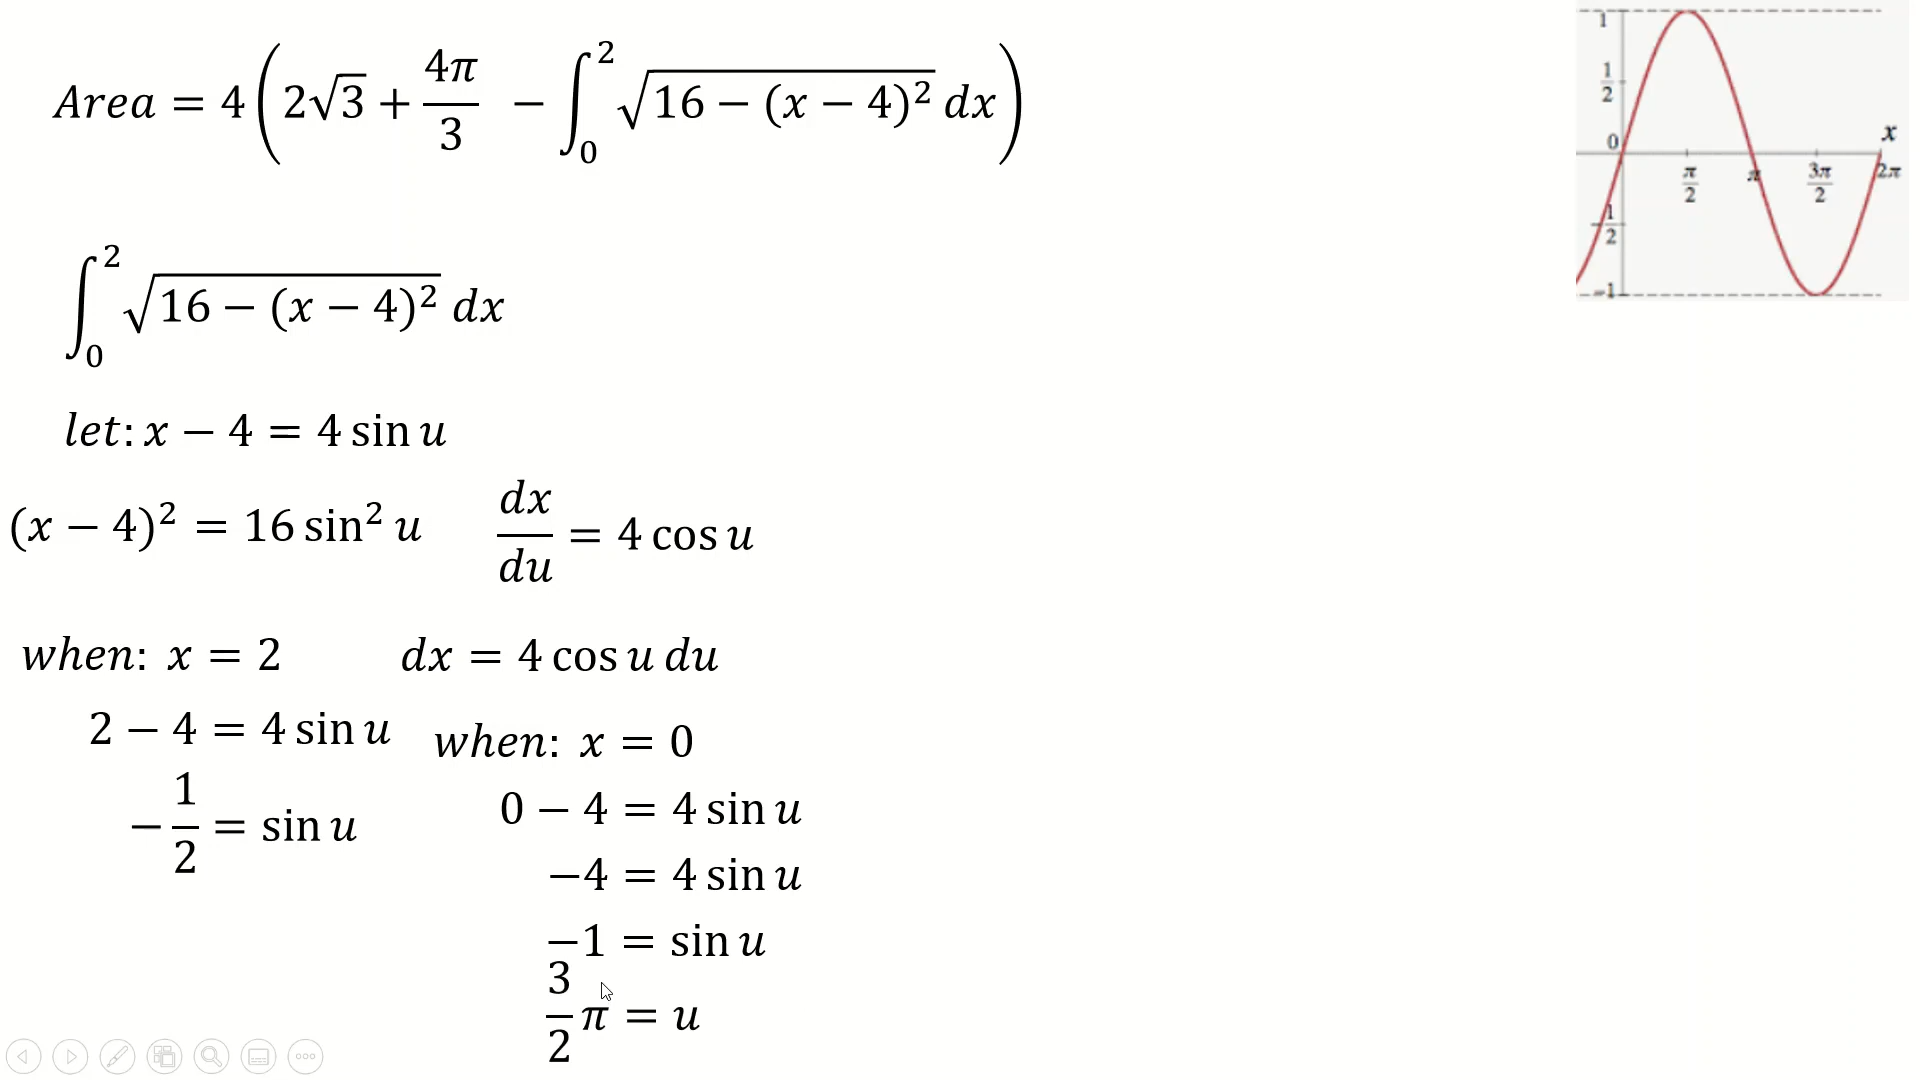 Area = 4(2√3 + 4π/3 − ∫₀² √(16 − (x − 4)²) dx)
∫₀² √(16 − (x − 4)²) dx
let: x − 4 = 4 sin u
(x − 4)² = 16 sin² u
dx/du = 4 cos u
when: x = 2
dx = 4 cos u du
2 − 4 = 4 sin u
−1/2 = sin u
when: x = 0
0 − 4 = 4 sin u
−4 = 4 sin u
−1 = sin u
3/2 π = u
1
1/2
0
−1/2
−1
π/2
π
3π/2
2π
x